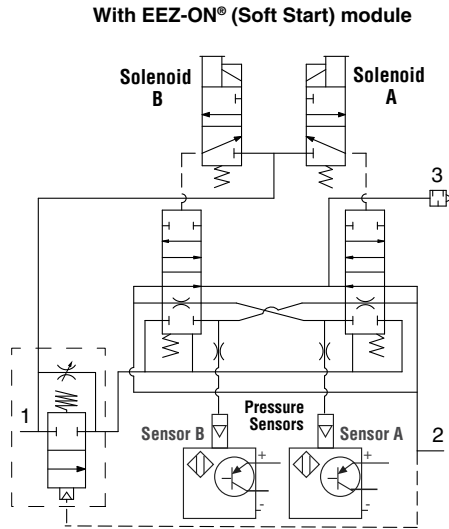 With EEZ-ON® (Soft Start) module
Solenoid
B
Solenoid
A
3
1
Pressure
Sensors
Sensor B
Sensor A
2
+
-
+
-